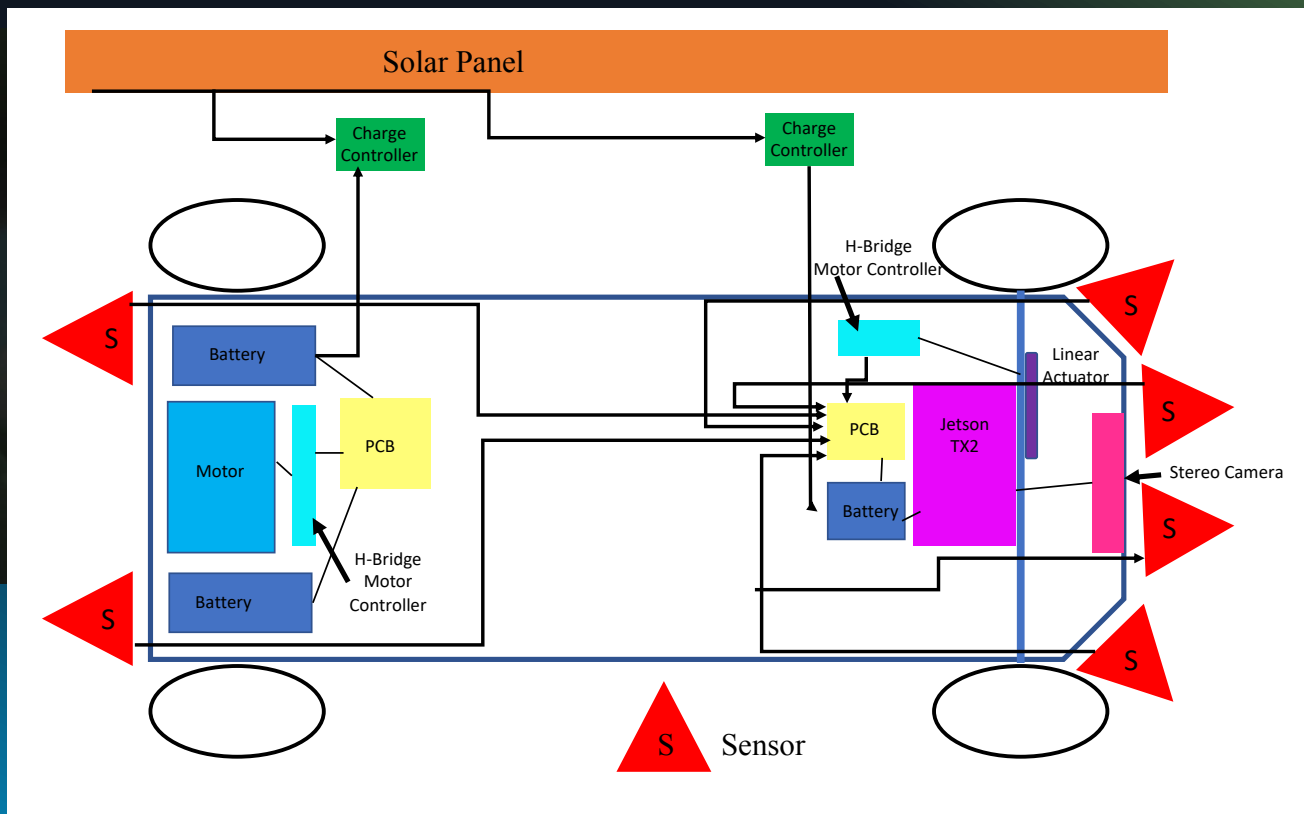 Solar Panel
Charge
Controller
Charge
Controller
H-Bridge
Motor Controller
S
S
Battery
Linear
Actuator
S
Motor
PCB
PCB
Jetson
TX2
Stereo Camera
Battery
S
H-Bridge
Motor
Controller
Battery
S
S
S
Sensor